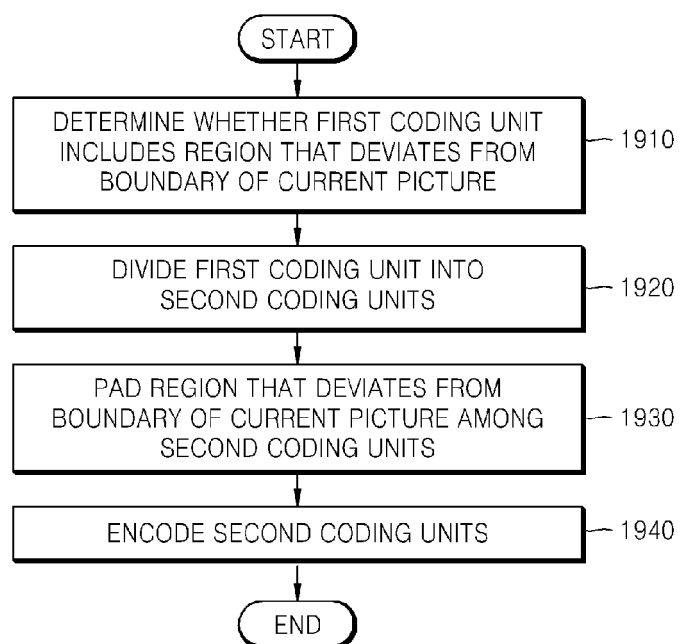 START
DETERMINE WHETHER FIRST CODING UNIT
INCLUDES REGION THAT DEVIATES FROM
BOUNDARY OF CURRENT PICTURE
1910
DIVIDE FIRST CODING UNIT INTO
SECOND CODING UNITS
1920
PAD REGION THAT DEVIATES FROM
BOUNDARY OF CURRENT PICTURE AMONG
SECOND CODING UNITS
1930
ENCODE SECOND CODING UNITS
1940
END